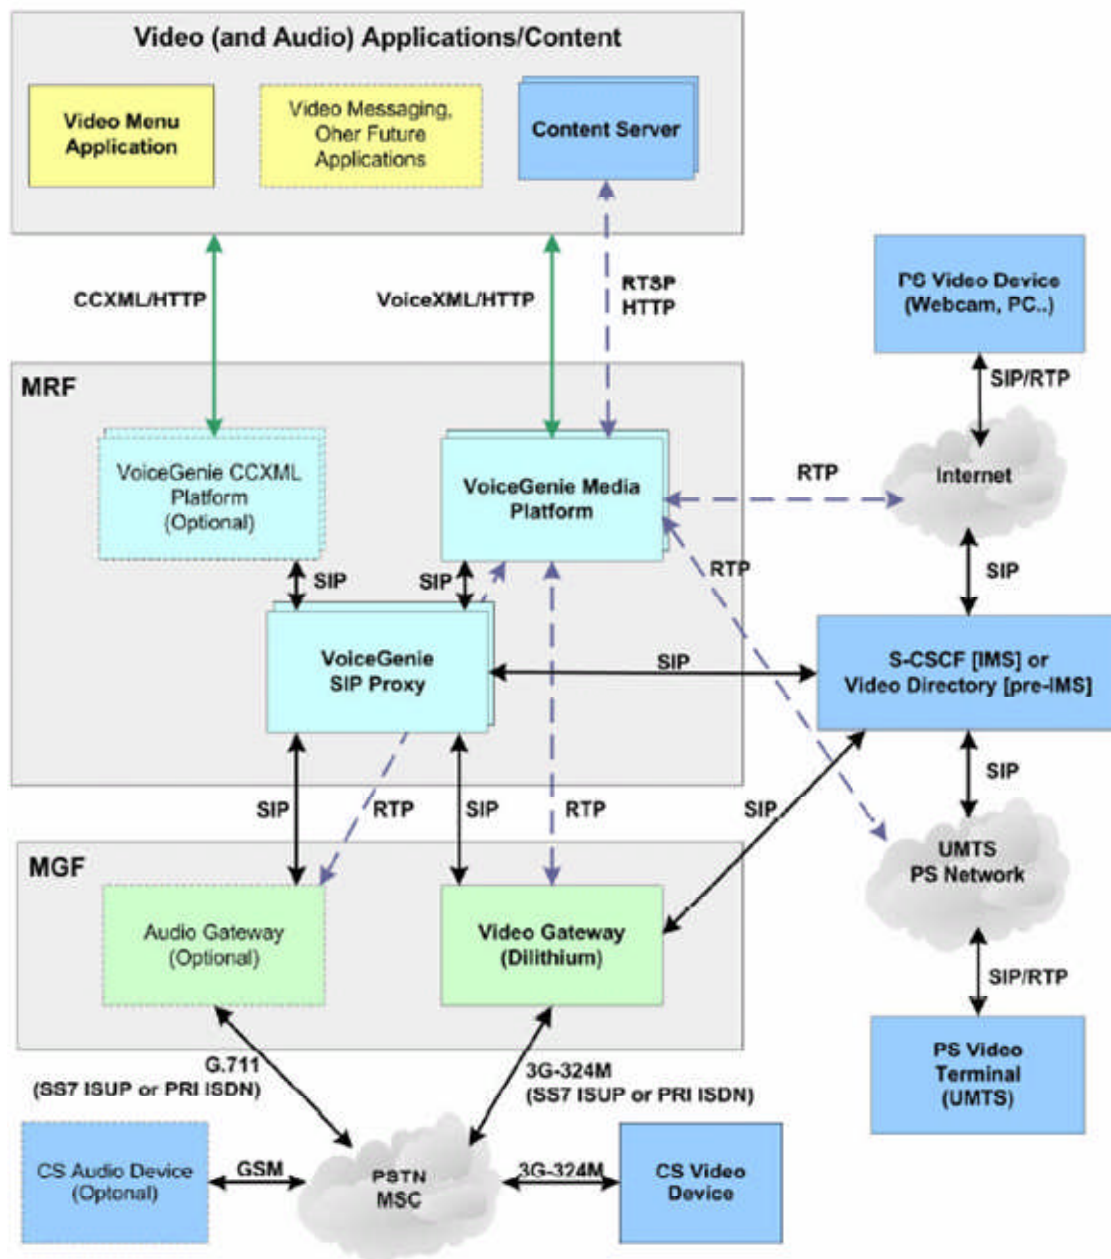 Video (and Audio) Applications/Content
Video Menu
Application
Video Messaging,
Oher Future
Applications
Content Server
CCXML/HTTP
VoiceXML/HTTP
RTSP
HTTP
PS Video Device
(Webcam, PC..)
MRF
SIP/RTP
VoiceGenie CCXML
Platform
(Optional)
VoiceGenie Media
Platform
RTP
Internet
SIP
SIP
RTP
SIP
VoiceGenie
SIP Proxy
SIP
S-CSCF [IMS] or
Video Directory [pre-IMS]
SIP
RTP
SIP
RTP
SIP
SIP
MGF
UMTS
PS Network
Audio Gateway
(Optional)
Video Gateway
(Dilithium)
SIP/RTP
G.711
(SS7 ISUP or PRI ISDN)
3G-324M
(SS7 ISUP or PRI ISDN)
PS Video
Terminal
(UMTS)
CS Audio Device
(Optonal)
GSM
PSTN
MSC
3G-324M
CS Video
Device